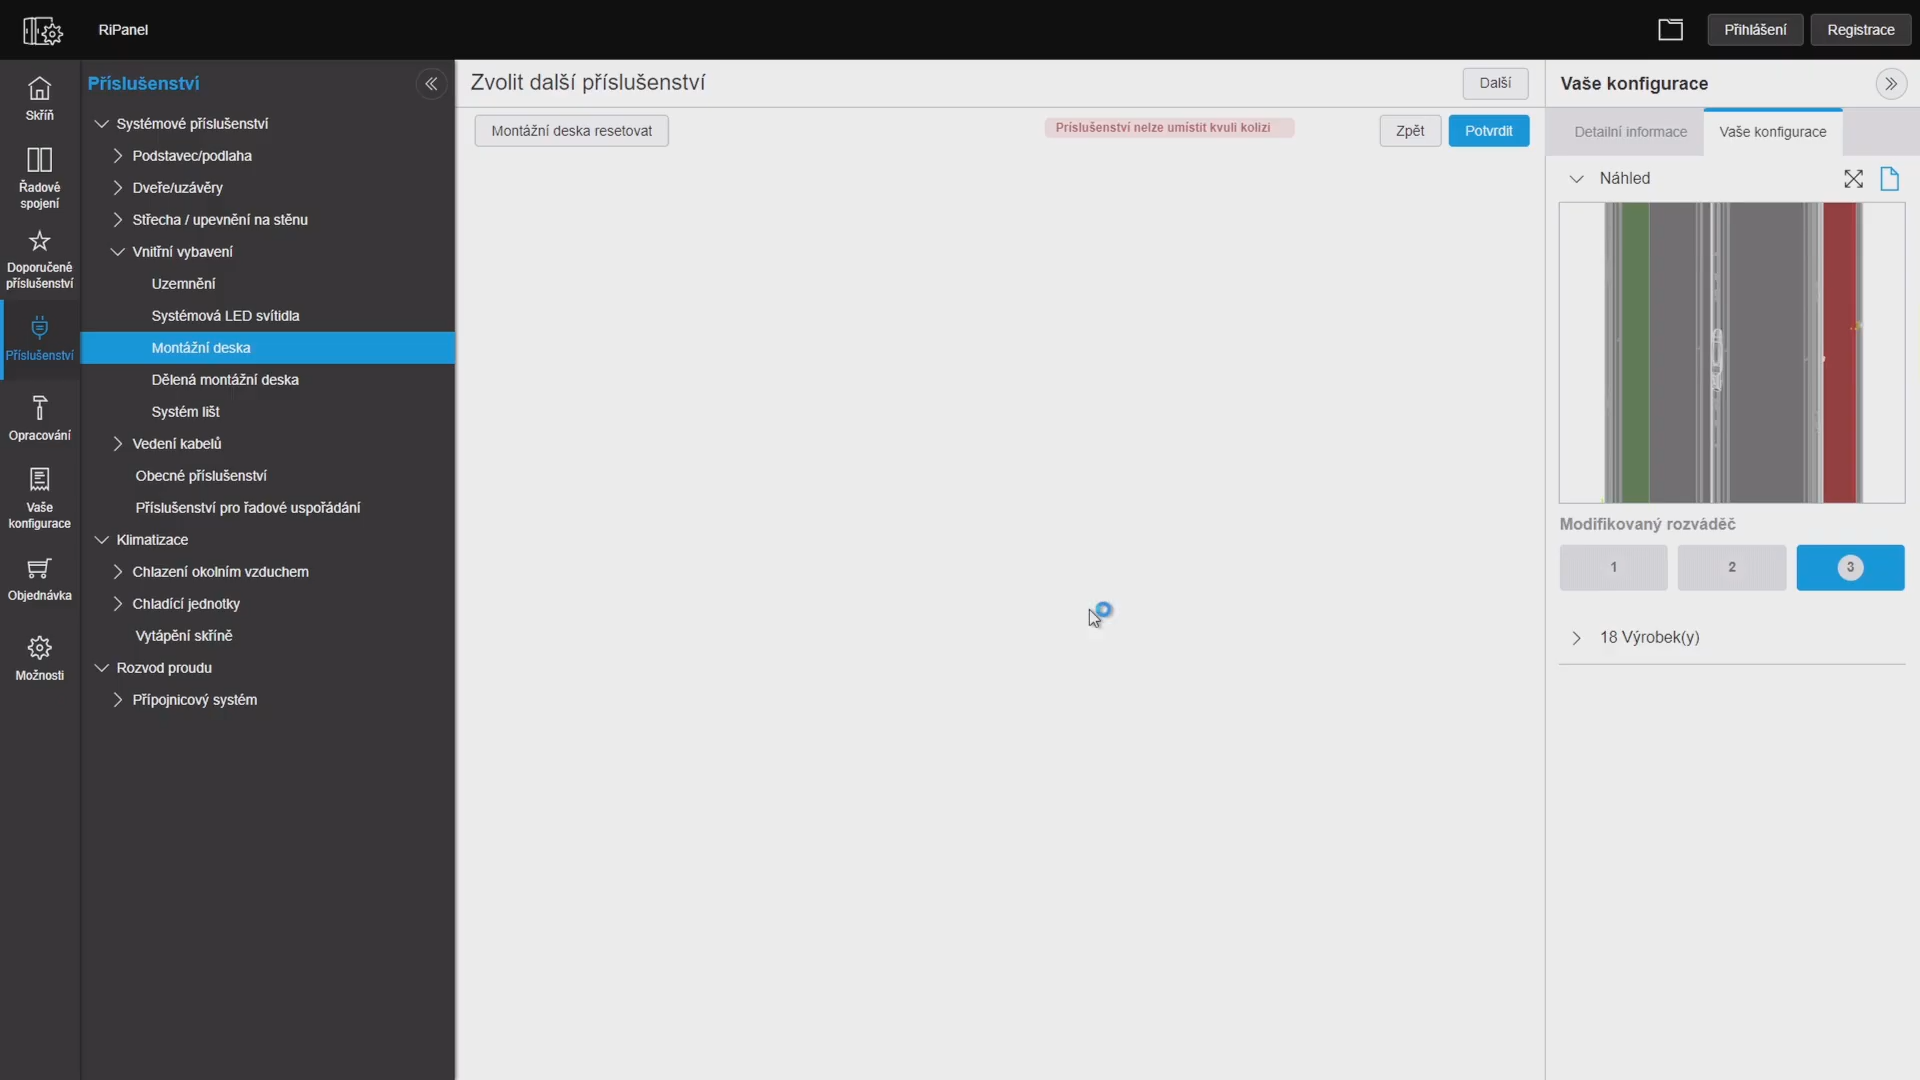 RiPanel
Přihlášení
Registrace
Skříň
Řadové
spojení
Doporučené
příslušenství
Příslušenství
Opracování
Vaše
konfigurace
Objednávka
Možnosti
Příslušenství
Systémové příslušenství
Podstavec/podlaha
Dveře/uzávěry
Střecha / upevnění na stěnu
Vnitřní vybavení
Uzemnění
Systémová LED svítidla
Montážní deska
Dělená montážní deska
Systém lišt
Vedení kabelů
Obecné příslušenství
Příslušenství pro řadové uspořádání
Klimatizace
Chlazení okolním vzduchem
Chladící jednotky
Vytápění skříně
Rozvod proudu
Přípojnicový systém
Zvolit další příslušenství
Další
Montážní deska resetovat
Príslušenství nelze umístit kvuli kolizi
Zpět
Potvrdit
Vaše konfigurace
Detailní informace
Vaše konfigurace
Náhled
Modifikovaný rozváděč
1
2
3
18 Výrobek(y)